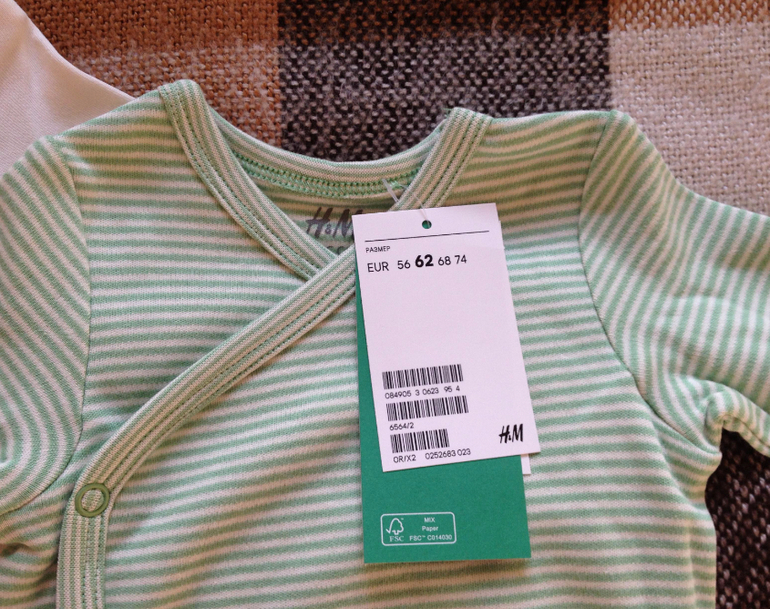 H&M
РАЗМЕР
EUR 56 62 68 74
084905 3 0623 95 4
6564/2
OR/X2 0252683 023
H&M
FSC
MIX
Paper
FSC™ C014030